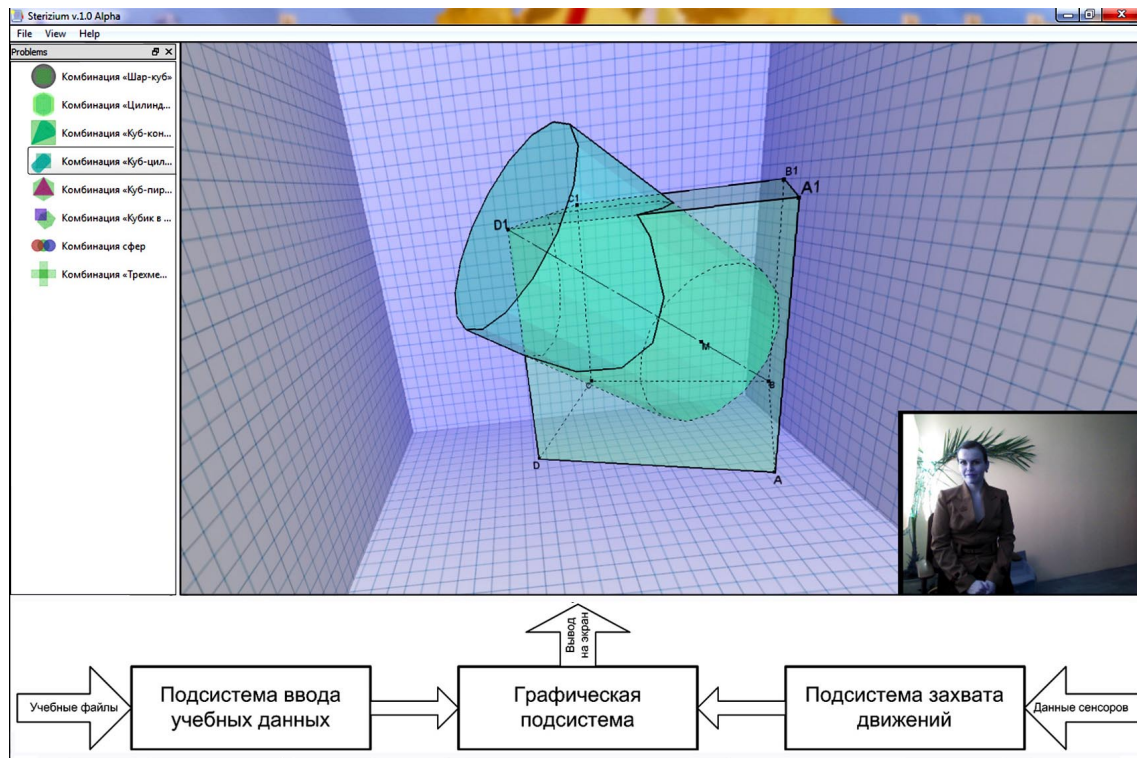 Sterizium v.1.0 Alpha
File View Help
Problems
Комбинация «Шар-куб»
Комбинация «Цилинд...
Комбинация «Куб-кон...
Комбинация «Куб-цил...
Комбинация «Куб-пир...
Комбинация «Кубик в ...
Комбинация сфер
Комбинация «Трехме...
B1
A1
C1
D1
M
C
B
D
A
Вывод
на экран
Учебные файлы
Подсистема ввода
учебных данных
Графическая
подсистема
Подсистема захвата
движений
Данные сенсоров